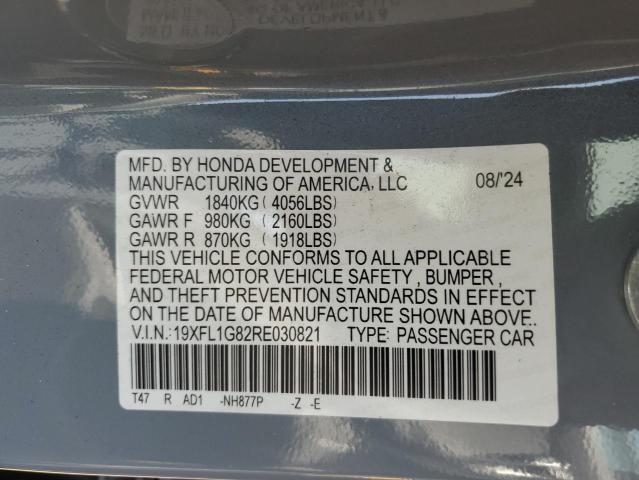 MFD. BY HONDA DEVELOPMENT &
MANUFACTURING OF AMERICA, LLC 08/'24
GVWR 1840KG ( 4056LBS)
GAWR F 980KG ( 2160LBS)
GAWR R 870KG ( 1918LBS)
THIS VEHICLE CONFORMS TO ALL APPLICABLE
FEDERAL MOTOR VEHICLE SAFETY , BUMPER ,
AND THEFT PREVENTION STANDARDS IN EFFECT
ON THE DATE OF MANUFACTURE SHOWN ABOVE..
V.I.N.:19XFL1G82RE030821 TYPE: PASSENGER CAR
T47 R AD1 -NH877P -Z -E